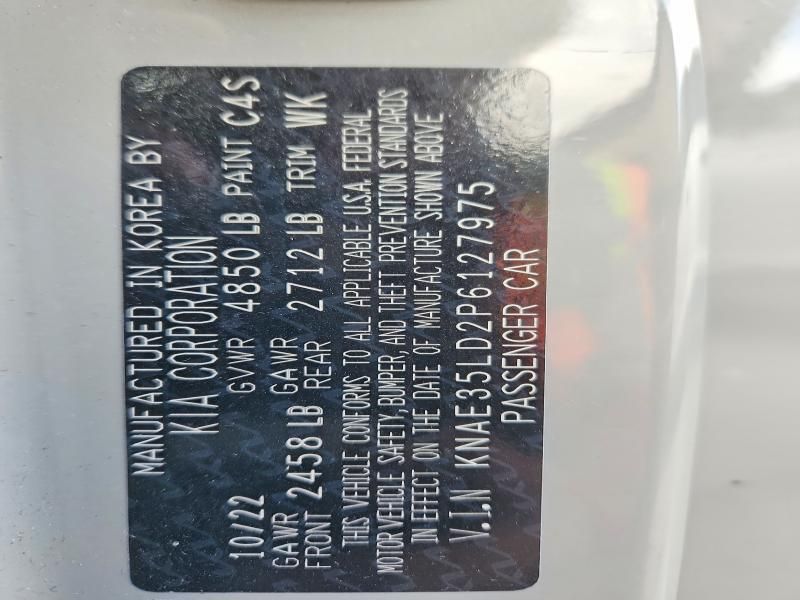 MANUFACTURED IN KOREA BY
KIA CORPORATION
10/22 GVWR 4850 LB PAINT C4S
GAWR FRONT 2458 LB GAWR REAR 2712 LB TRIM WK
THIS VEHICLE CONFORMS TO ALL APPLICABLE U.S.A. FEDERAL
MOTOR VEHICLE SAFETY, BUMPER, AND THEFT PREVENTION STANDARDS
IN EFFECT ON THE DATE OF MANUFACTURE SHOWN ABOVE
V.I.N KNAE35LD2P6127975
PASSENGER CAR